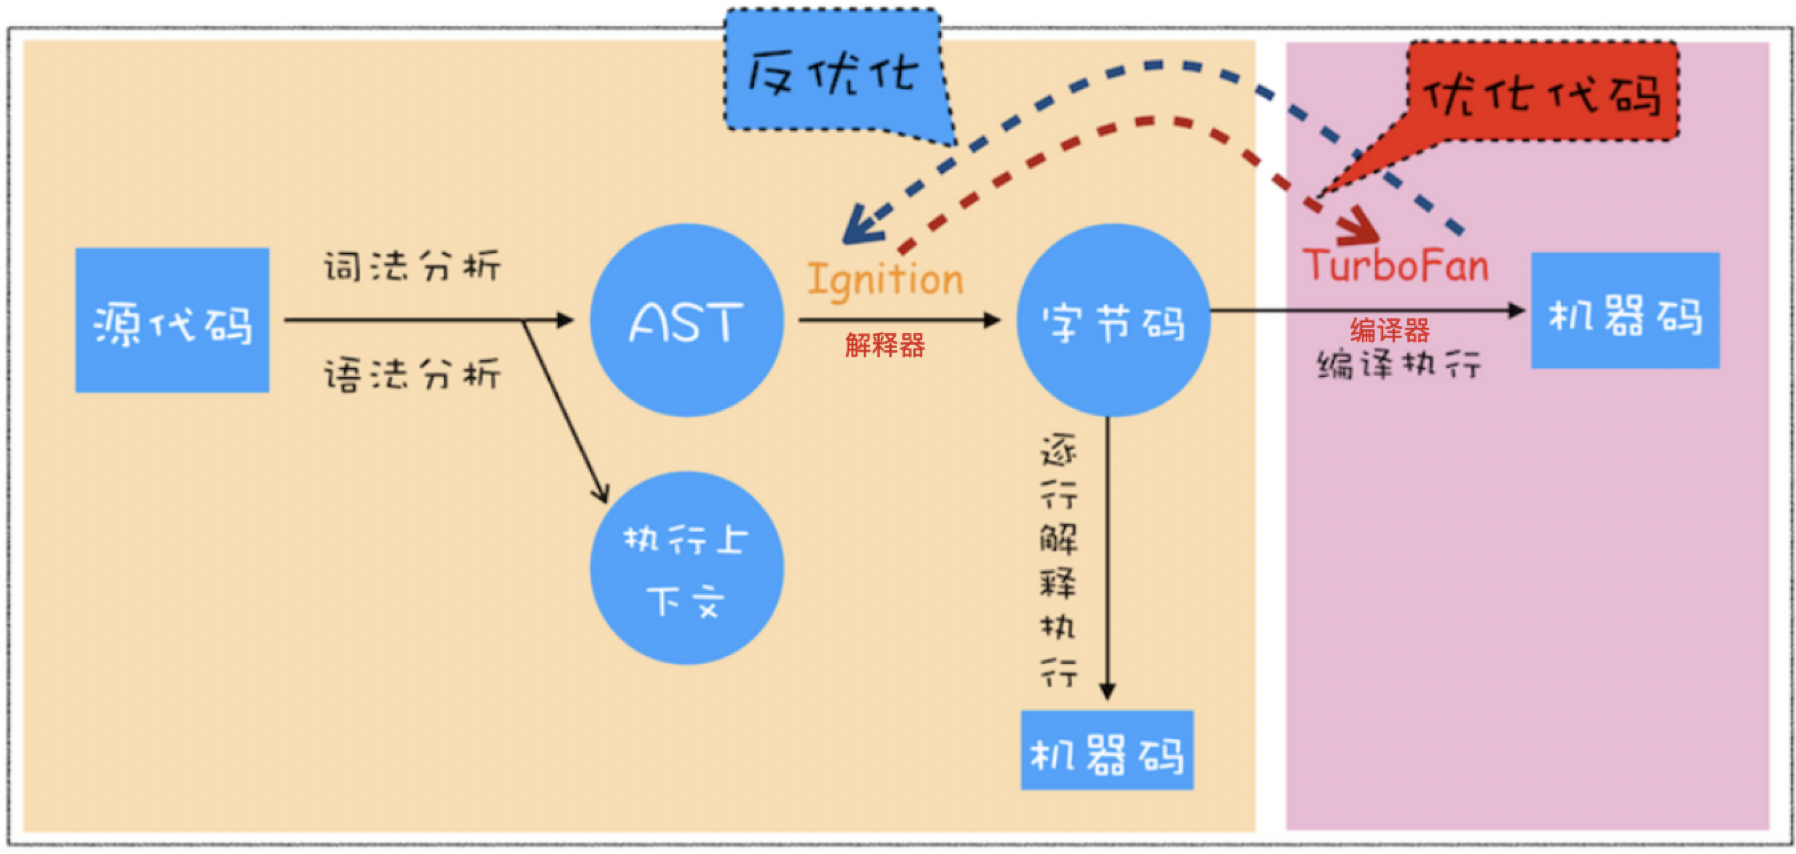 反优化
优化代码
源代码
词法分析
语法分析
AST
Ignition
解释器
字节码
TurboFan
编译器
编译执行
机器码
执行上
下文
逐
行
解
释
执
行
机器码